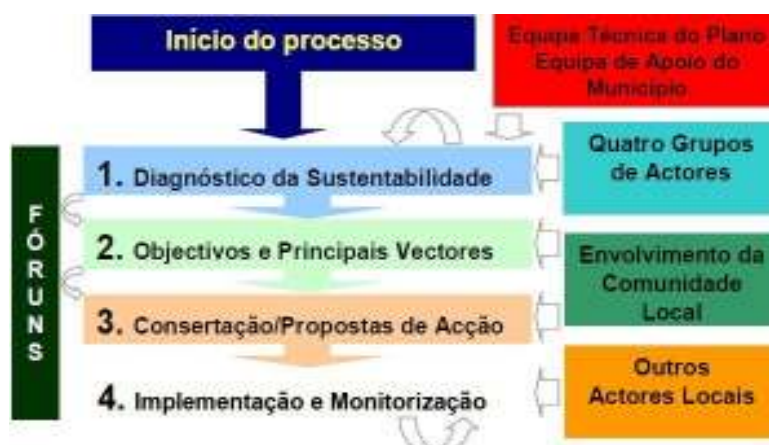 Início do processo
Equipa Técnica do Plano
Equipa de Apoio do
Município
FÓRUNS
1. Diagnóstico da Sustentabilidade
Quatro Grupos
de Actores
2. Objectivos e Principais Vectores
Envolvimento da
Comunidade
Local
3. Consertação/Propostas de Acção
4. Implementação e Monitorização
Outros
Actores Locais